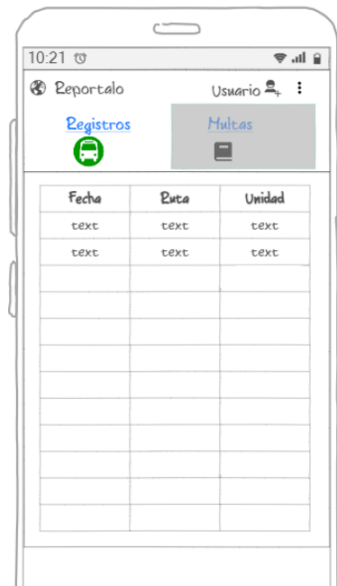 10:21
Reportalo Usuario
Registros Multas
Fecha Ruta Unidad
text text text
text text text